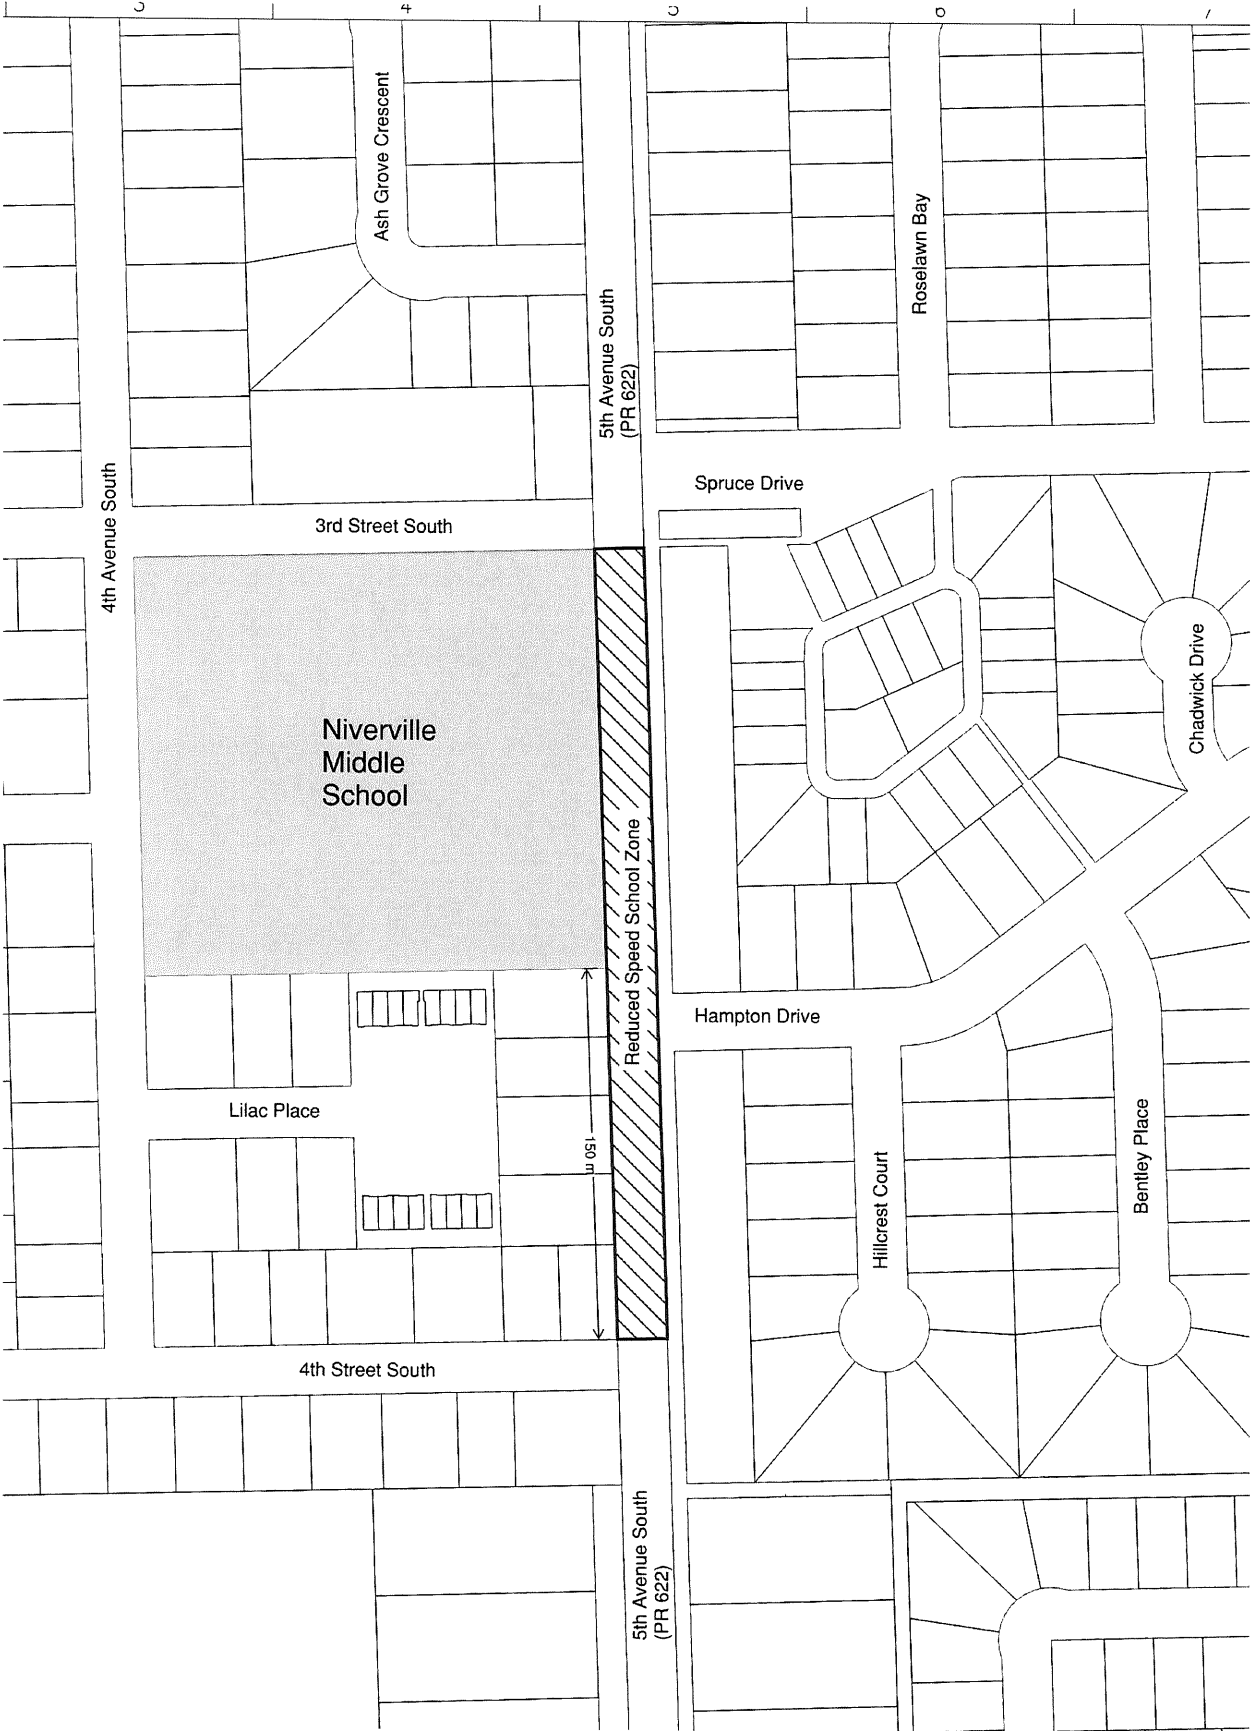 4
6
Ash Grove Crescent
Roselawn Bay
5th Avenue South
(PR 622)
4th Avenue South
Spruce Drive
3rd Street South
Niverville
Middle
School
Chadwick Drive
Reduced Speed School Zone
Hampton Drive
Lilac Place
150 m
Hillcrest Court
Bentley Place
4th Street South
5th Avenue South
(PR 622)